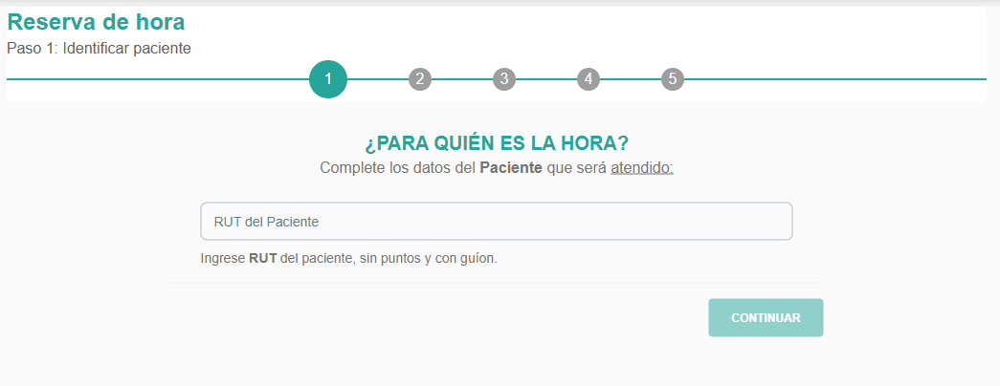 Reserva de hora
Paso 1: Identificar paciente
1 2 3 4 5
¿PARA QUIÉN ES LA HORA?
Complete los datos del Paciente que será atendido:
RUT del Paciente
Ingrese RUT del paciente, sin puntos y con guíon.
CONTINUAR